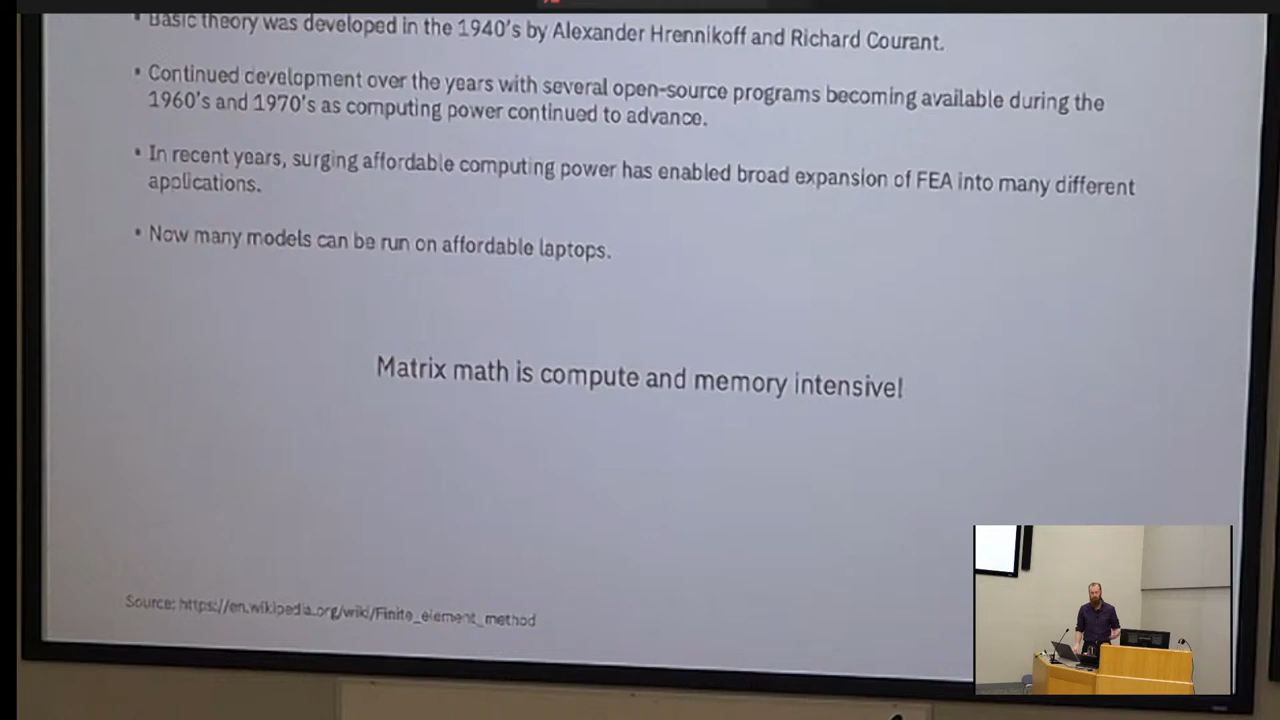 • Basic theory was developed in the 1940's by Alexander Hrennikoff and Richard Courant.
• Continued development over the years with several open-source programs becoming available during the
1960's and 1970's as computing power continued to advance.
• In recent years, surging affordable computing power has enabled broad expansion of FEA into many different
applications.
• Now many models can be run on affordable laptops.
Matrix math is compute and memory intensive!
Source: https://en.wikipedia.org/wiki/Finite_element_method